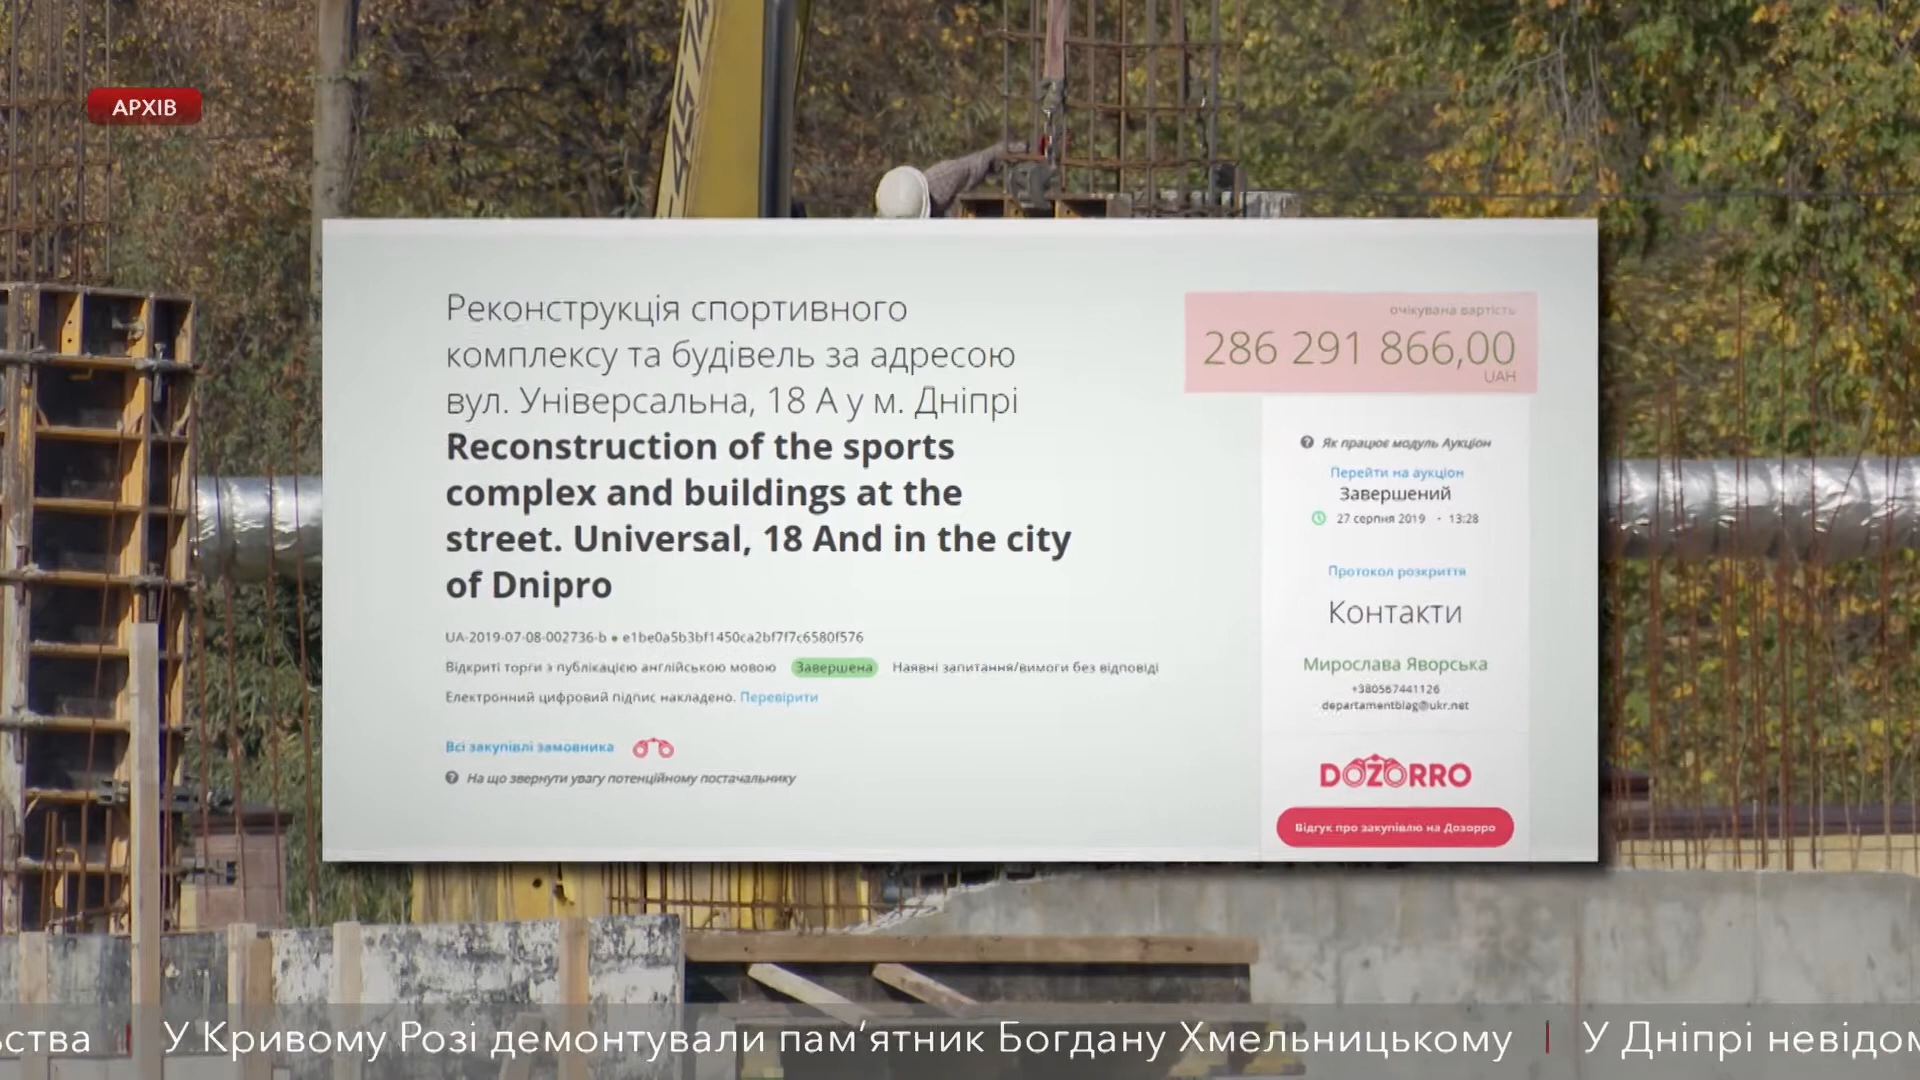 АРХІВ
Реконструкція спортивного
комплексу та будівель за адресою
вул. Універсальна, 18 А у м. Дніпрі
Reconstruction of the sports
complex and buildings at the
street. Universal, 18 And in the city
of Dnipro
UA-2019-07-08-002736-b ● e1be0a5b3bf1450ca2bf7f7c6580f576
Відкриті торги з публікацією англійською мовою Завершена Наявні запитання/вимоги без відповіді
Електронний цифровий підпис накладено. Перевірити
Всі закупівлі замовника
На що звернути увагу потенційному постачальнику
очікувана вартість
286 291 866,00
UAH
Як працює модуль Аукціон
Перейти на аукціон
Завершений
27 серпня 2019 - 13:28
Протокол розкриття
Контакти
Мирослава Яворська
+380567441126
departamentblag@ukr.net
DOZORRO
Відгук про закупівлю на Дозорро
ьства | У Кривому Розі демонтували пам’ятник Богдану Хмельницькому | У Дніпрі невідом